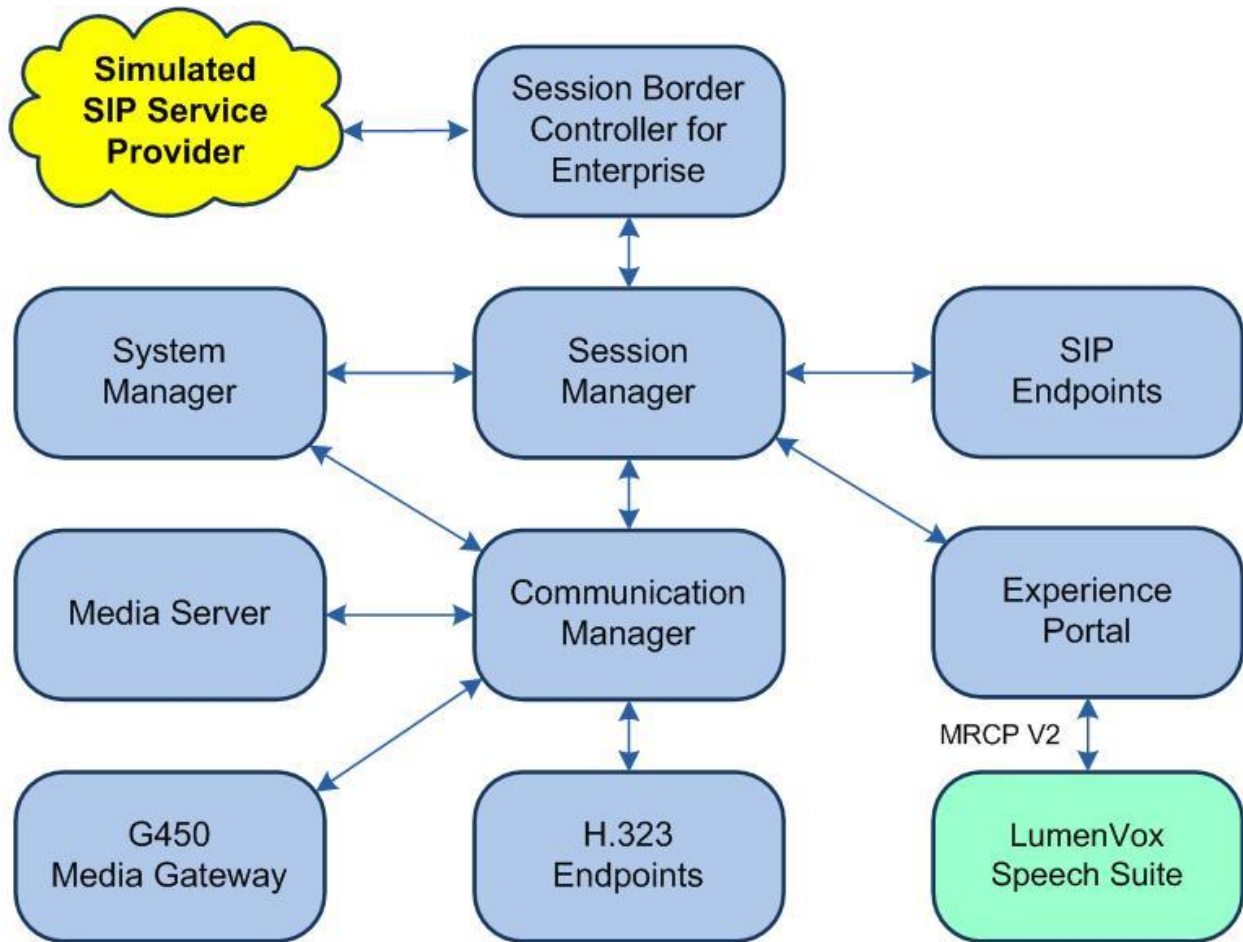 Simulated
SIP Service
Provider
Session Border
Controller for
Enterprise
System
Manager
Session
Manager
SIP
Endpoints
Media Server
Communication
Manager
Experience
Portal
MRCP V2
G450
Media Gateway
H.323
Endpoints
LumenVox
Speech Suite